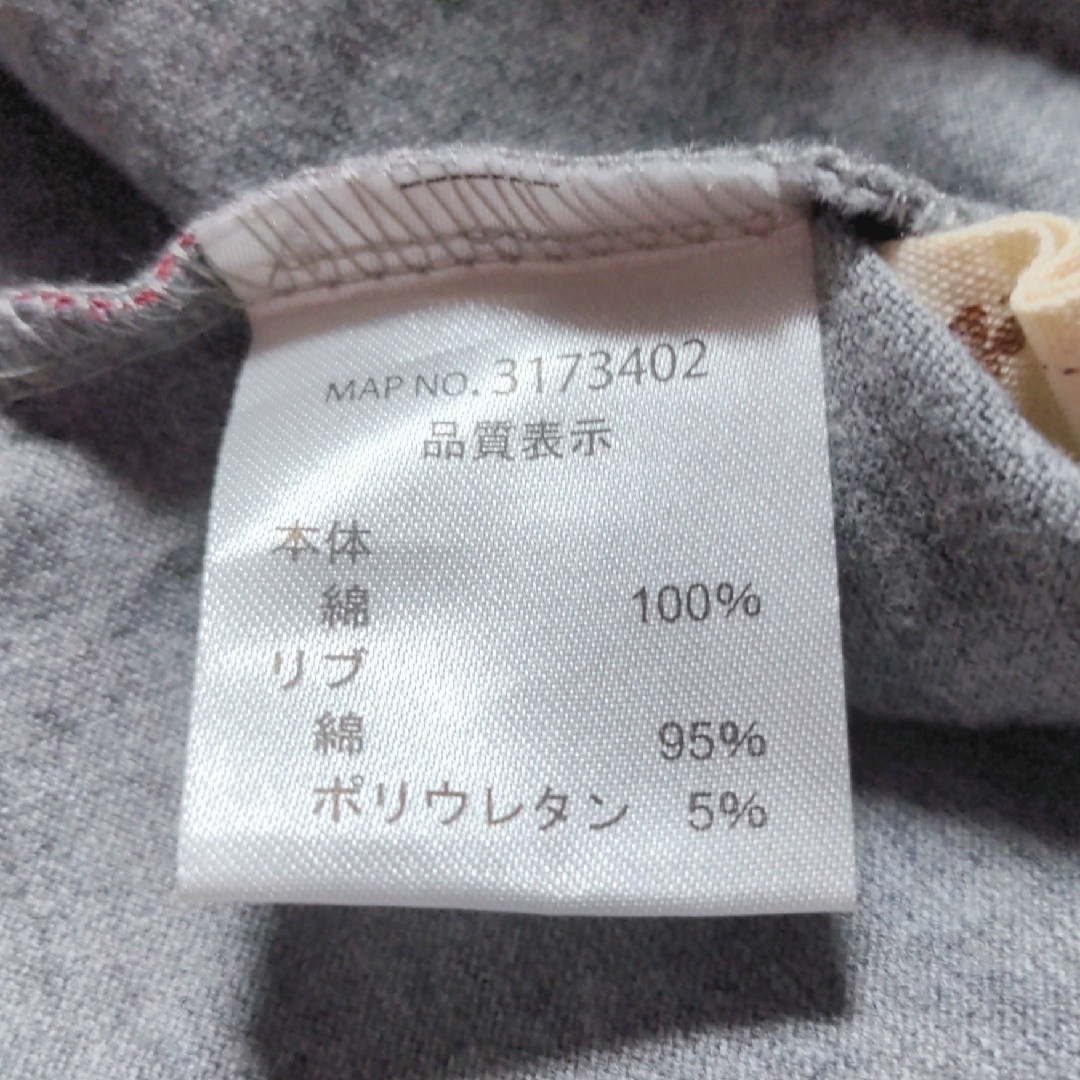 MAP NO. 3173402
品質表示
本体
綿 100%
リブ
綿 95%
ポリウレタン 5%